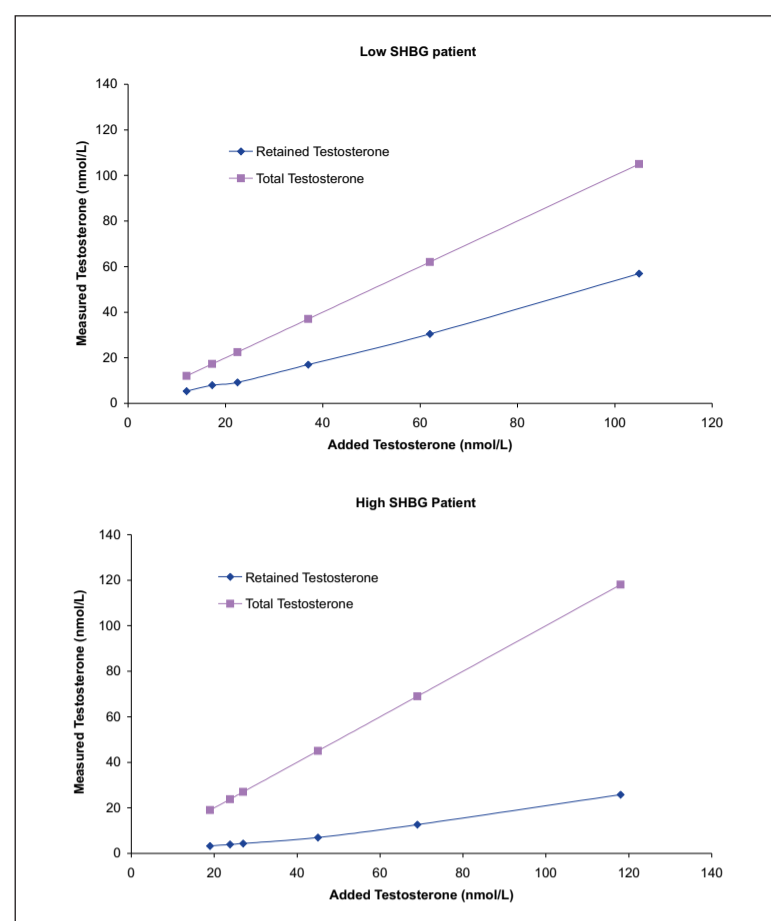 Low SHBG patient
140
120
100
80
60
40
20
0
Measured Testosterone (nmol/L)
Retained Testosterone
Total Testosterone
0 20 40 60 80 100 120
Added Testosterone (nmol/L)
High SHBG Patient
140
120
100
80
60
40
20
0
Measured Testosterone (nmol/L)
Retained Testosterone
Total Testosterone
0 20 40 60 80 100 120 140
Added Testosterone (nmol/L)